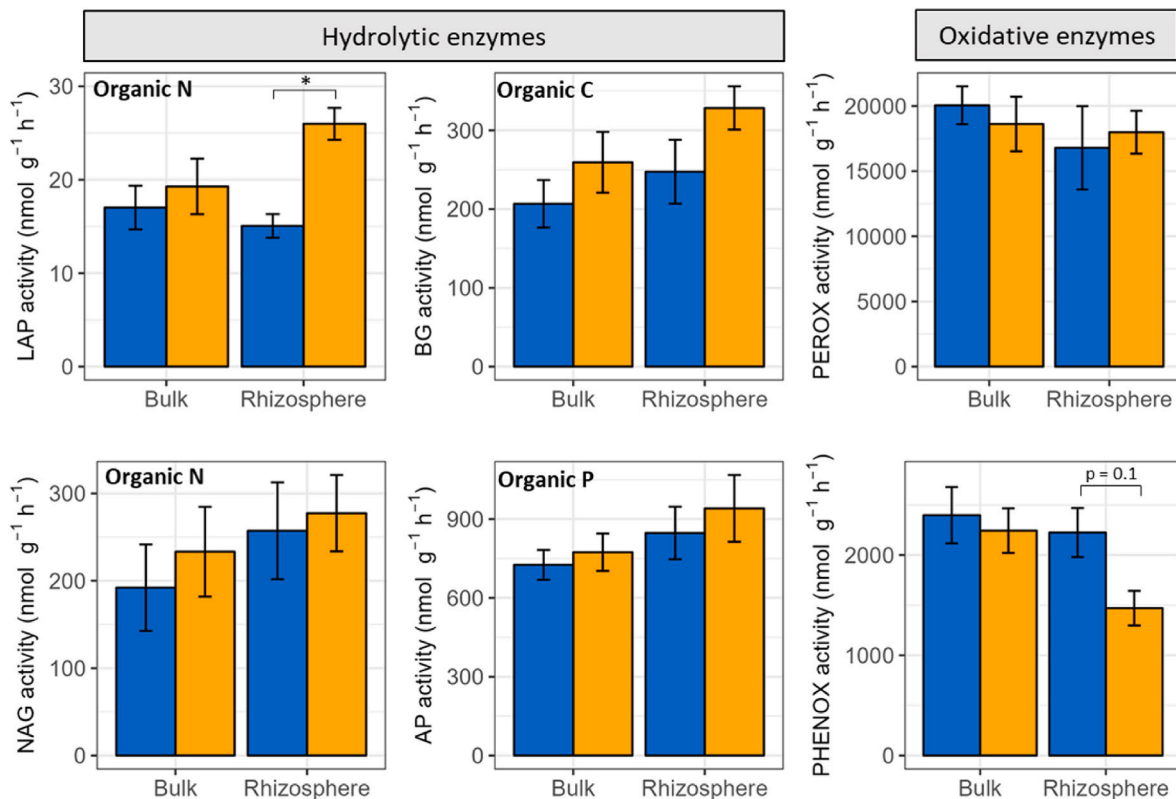 Hydrolytic enzymes
Oxidative enzymes
Organic N
*
30
20
10
0
LAP activity (nmol g⁻¹ h⁻¹)
Bulk
Rhizosphere
Organic C
300
200
100
0
BG activity (nmol g⁻¹ h⁻¹)
Bulk
Rhizosphere
20000
15000
10000
5000
0
PEROX activity (nmol g⁻¹ h⁻¹)
Bulk
Rhizosphere
Organic N
300
200
100
0
NAG activity (nmol g⁻¹ h⁻¹)
Bulk
Rhizosphere
Organic P
900
600
300
0
AP activity (nmol g⁻¹ h⁻¹)
Bulk
Rhizosphere
p = 0.1
2000
1000
0
PHENOX activity (nmol g⁻¹ h⁻¹)
Bulk
Rhizosphere